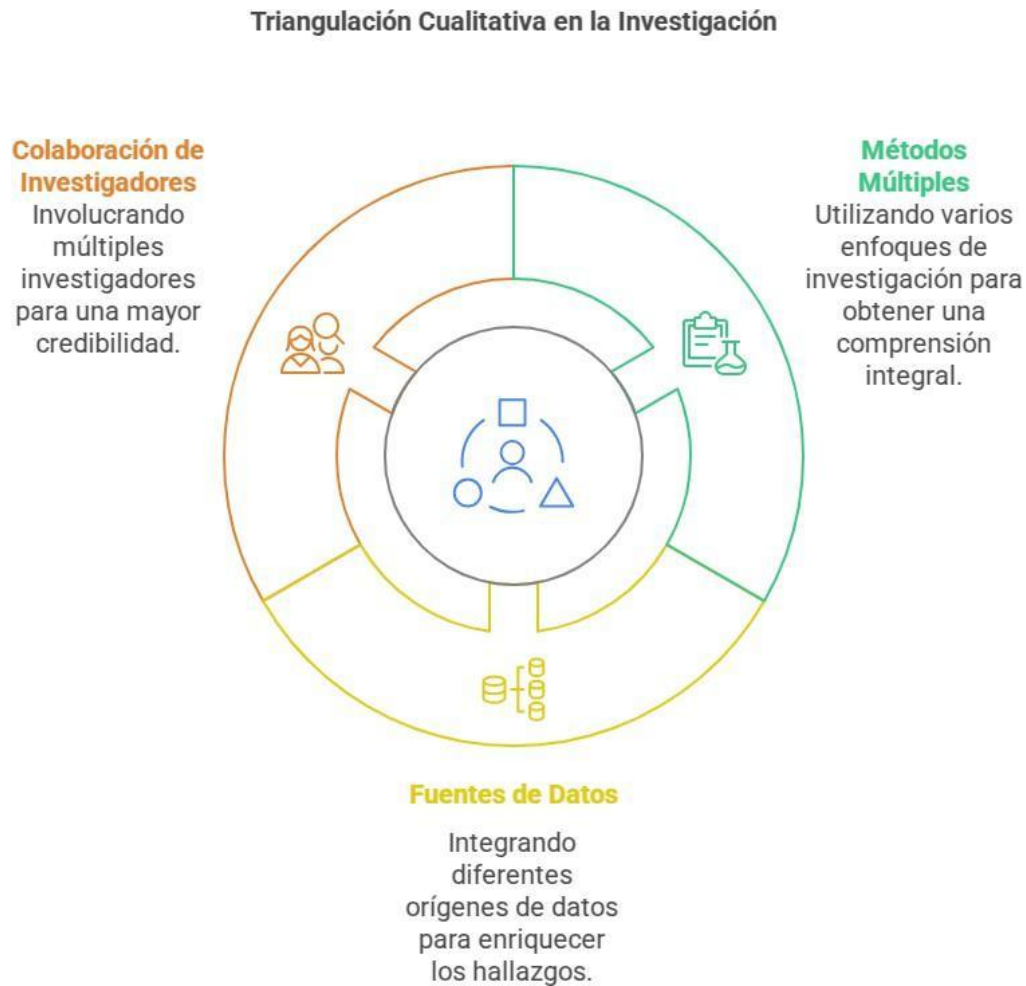 Triangulación Cualitativa en la Investigación
Colaboración de
Investigadores
Involucrando
múltiples
investigadores
para una mayor
credibilidad.
Métodos
Múltiples
Utilizando varios
enfoques de
investigación para
obtener una
comprensión
integral.
Fuentes de Datos
Integrando
diferentes
orígenes de datos
para enriquecer
los hallazgos.